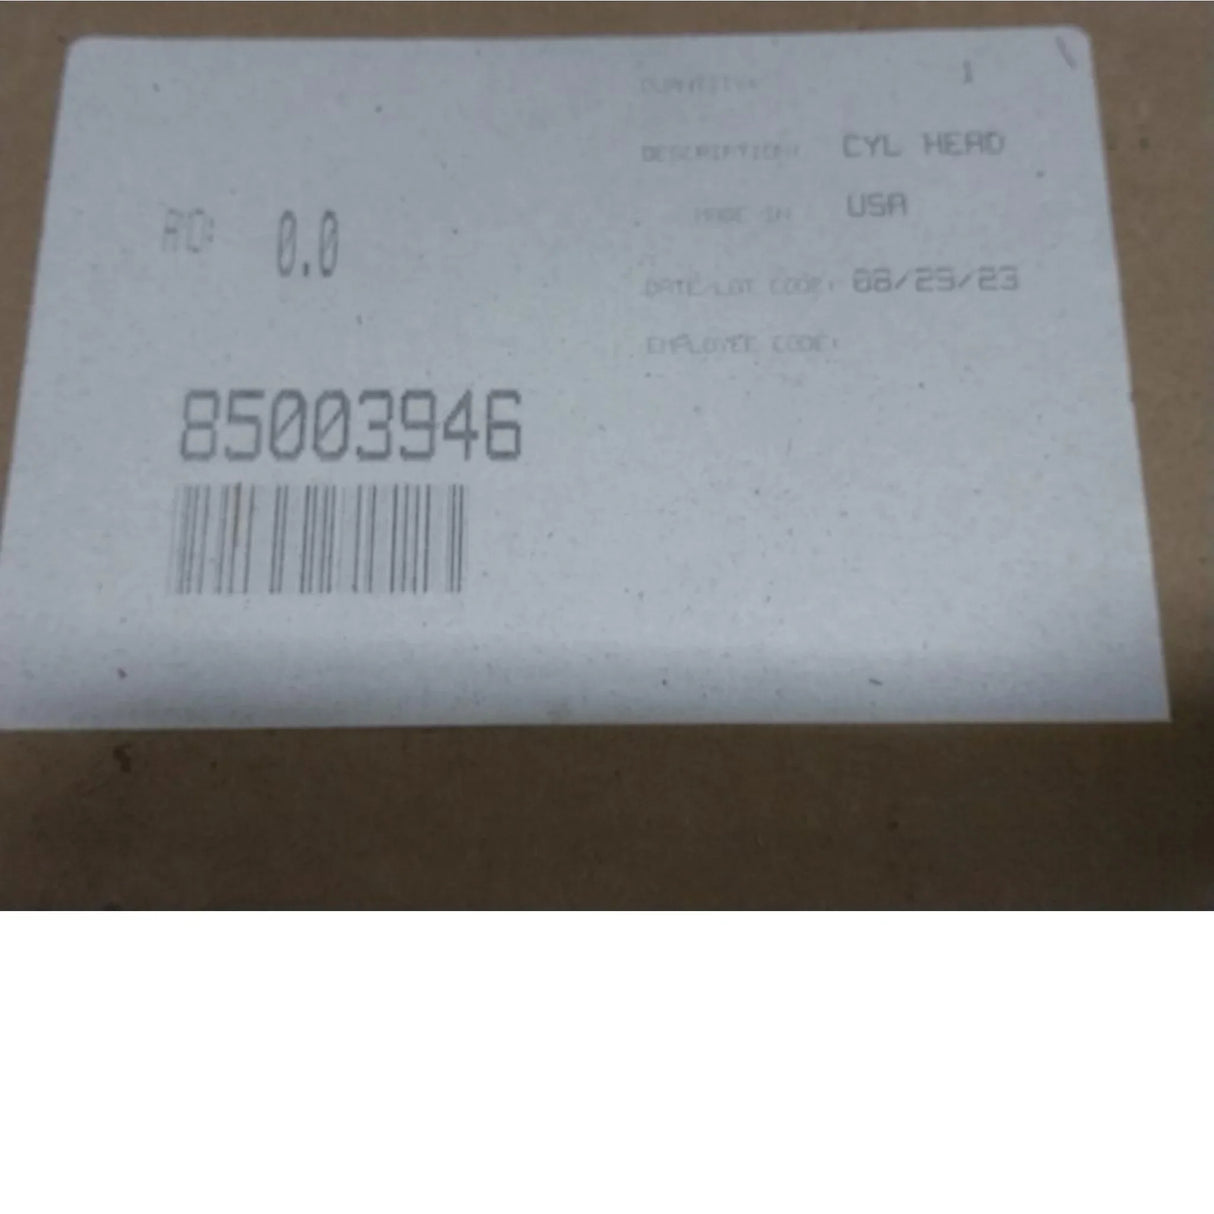 QUANTITY: 1
DESCRIPTION: CYL HEAD
MADE IN : USA
RO: 0.0
DATE/LOT CODE: 08/29/23
EMPLOYEE CODE:
85003946